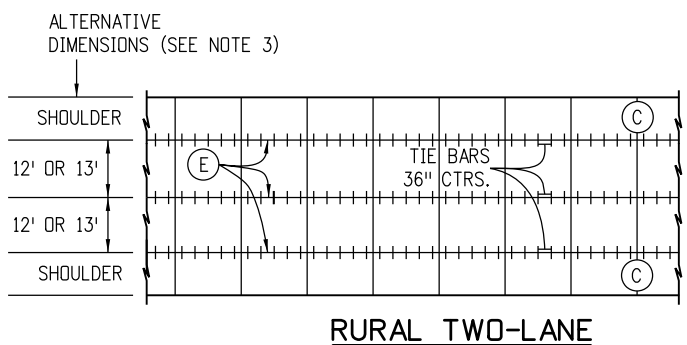 ALTERNATIVE
DIMENSIONS (SEE NOTE 3)
SHOULDER
C
12' OR 13'
E
TIE BARS
36" CTRS.
12' OR 13'
SHOULDER
C
RURAL TWO-LANE